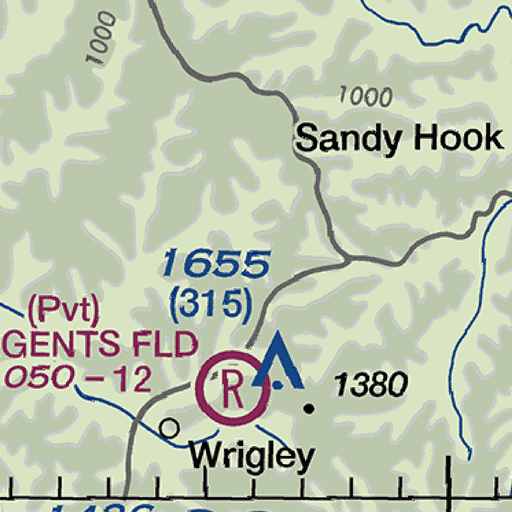 1000
1000
Sandy Hook
1655
(315)
(Pvt)
GENTS FLD
050 - 12
R
1380
Wrigley